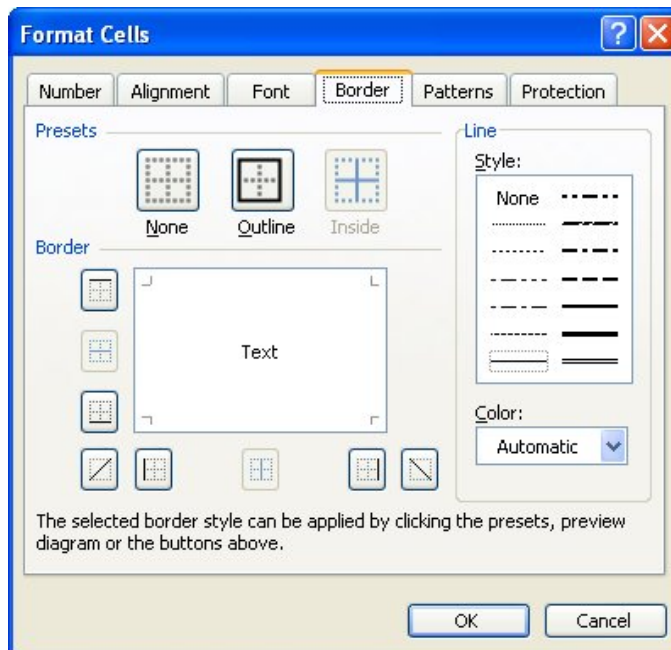 Format Cells
Number Alignment Font Border Patterns Protection
Presets
None Outline Inside
Border
Text
Line
Style:
None
Color:
Automatic
The selected border style can be applied by clicking the presets, preview
diagram or the buttons above.
OK Cancel